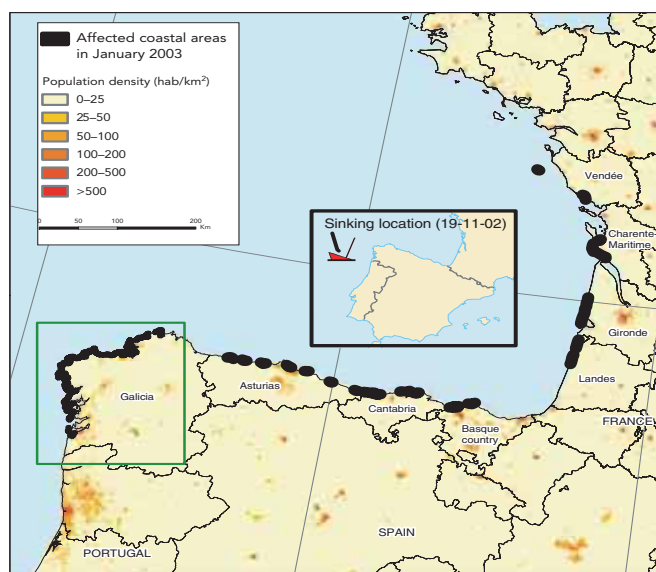 Affected coastal areas
in January 2003
Population density (hab/km²)
0–25
25–50
50–100
100–200
200–500
>500
0 25 50 100 200
Km
Sinking location (19-11-02)
Vendée
Charente-
Maritime
Gironde
Landes
FRANCE
Galicia
Asturias
Cantabria
Basque
country
SPAIN
PORTUGAL